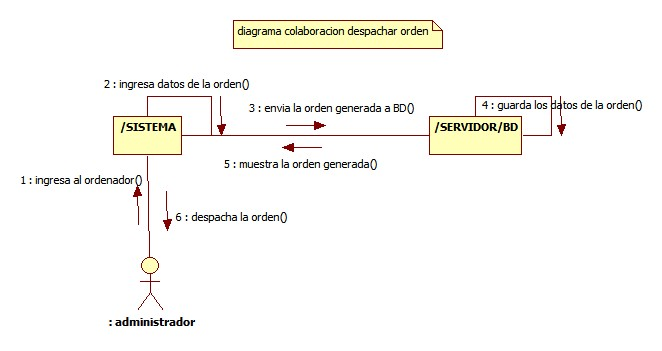 diagrama colaboracion despachar orden
2 : ingresa datos de la orden()
3 : envia la orden generada a BD()
4 : guarda los datos de la orden()
/SISTEMA
/SERVIDOR/BD
5 : muestra la orden generada()
1 : ingresa al ordenador()
6 : despacha la orden()
: administrador